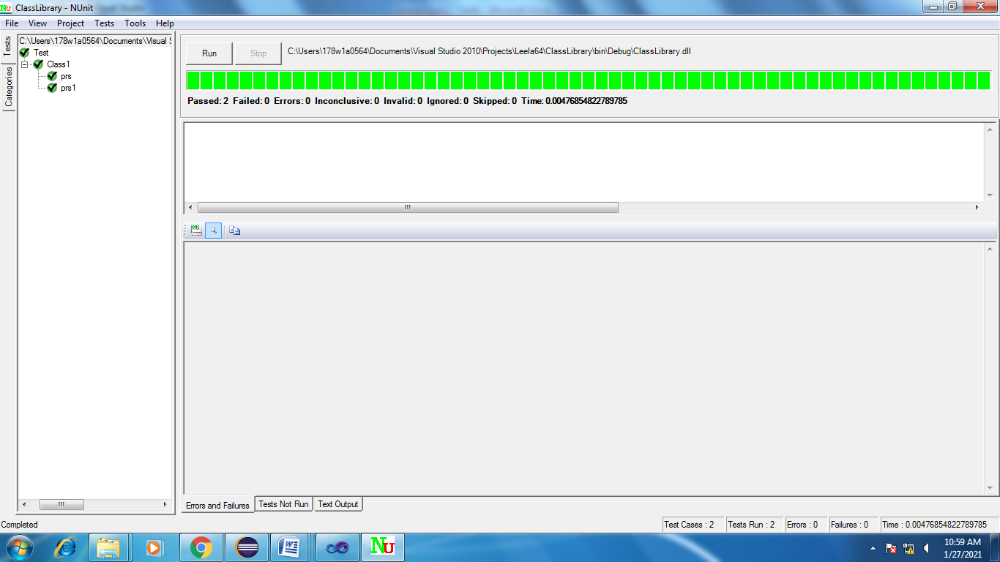 NU ClassLibrary - NUnit
File View Project Tests Tools Help
Tests
Categories
C:\Users\178w1a0564\Documents\Visual S
Test
Class1
prs
prs1
Run Stop C:\Users\178w1a0564\Documents\Visual Studio 2010\Projects\Leela64\ClassLibrary\bin\Debug\ClassLibrary.dll
Passed: 2 Failed: 0 Errors: 0 Inconclusive: 0 Invalid: 0 Ignored: 0 Skipped: 0 Time: 0.00476854822789785
Errors and Failures Tests Not Run Text Output
Completed Test Cases : 2 Tests Run : 2 Errors : 0 Failures : 0 Time : 0.00476854822789785
W NU 10:59 AM
1/27/2021